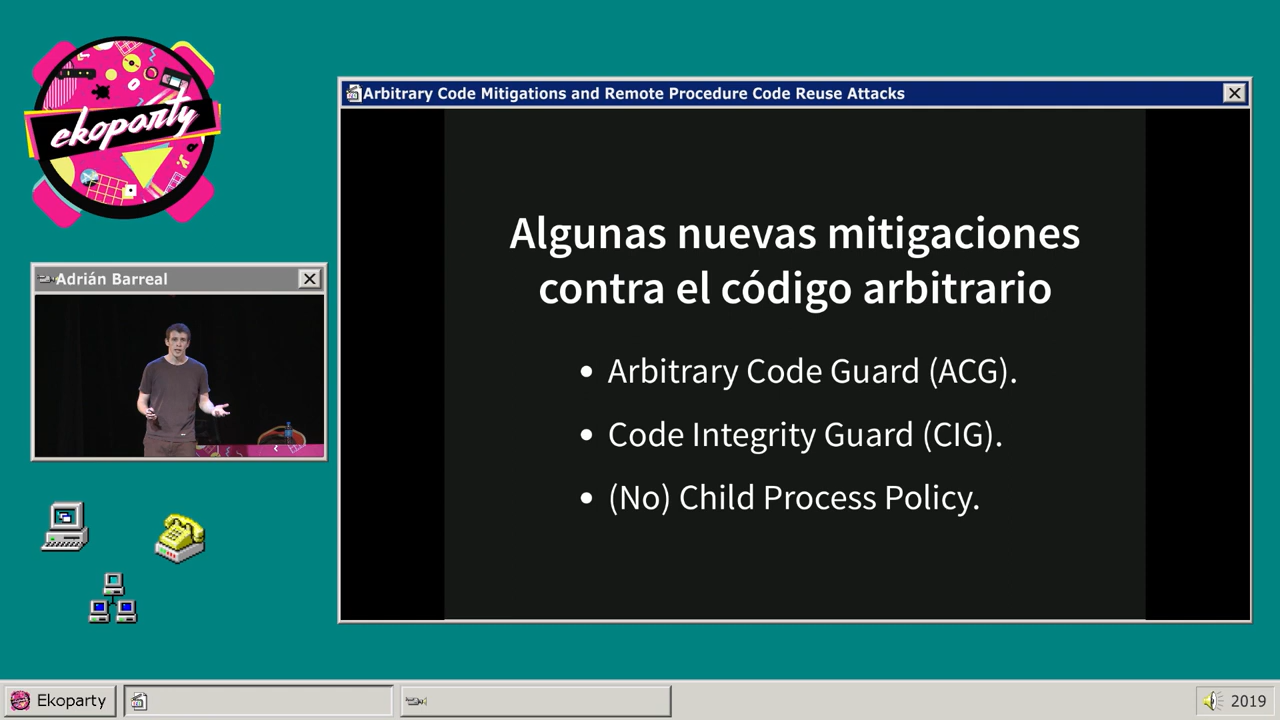 ekoparty
Arbitrary Code Mitigations and Remote Procedure Code Reuse Attacks
Algunas nuevas mitigaciones
contra el código arbitrario
• Arbitrary Code Guard (ACG).
• Code Integrity Guard (CIG).
• (No) Child Process Policy.
Adrián Barreal
Ekoparty
2019